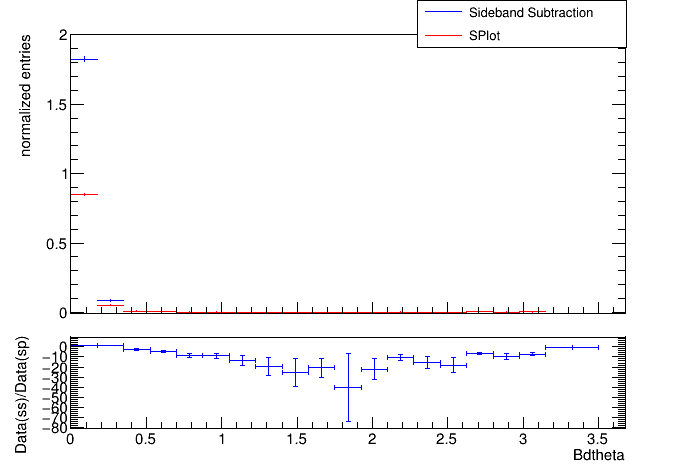 Sideband Subtraction
SPlot
normalized entries
2
1.5
1
0.5
0
Data(ss)/Data(sp)
0
−10
−20
−30
−40
−50
−60
−70
−80
0 0.5 1 1.5 2 2.5 3 3.5
Bdtheta